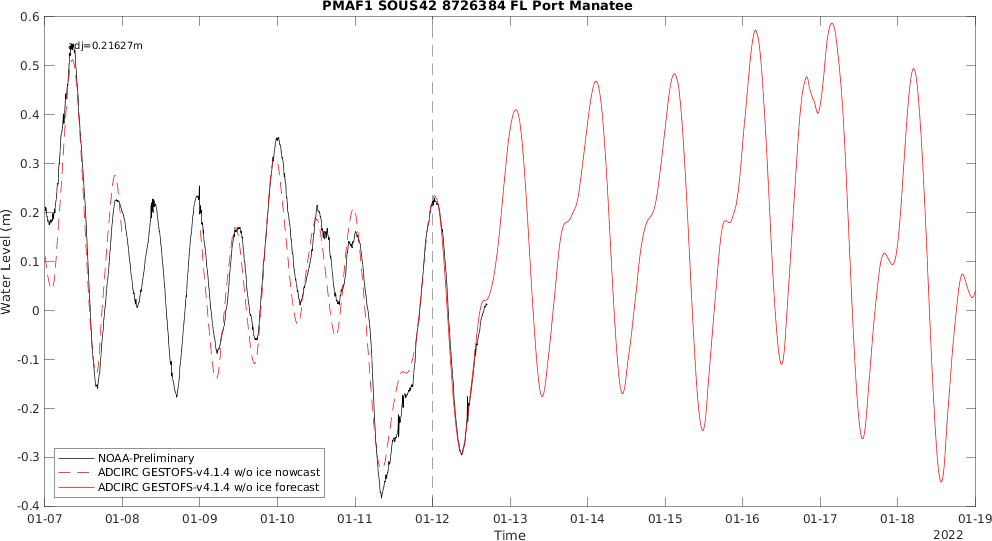 PMAF1 SOUS42 8726384 FL Port Manatee
0.6
0.5
0.4
0.3
0.2
0.1
0
-0.1
-0.2
-0.3
-0.4
Water Level (m)
adj=0.21627m
NOAA-Preliminary
ADCIRC GESTOFS-v4.1.4 w/o ice nowcast
ADCIRC GESTOFS-v4.1.4 w/o ice forecast
01-07 01-08 01-09 01-10 01-11 01-12 01-13 01-14 01-15 01-16 01-17 01-18 01-19
Time
2022